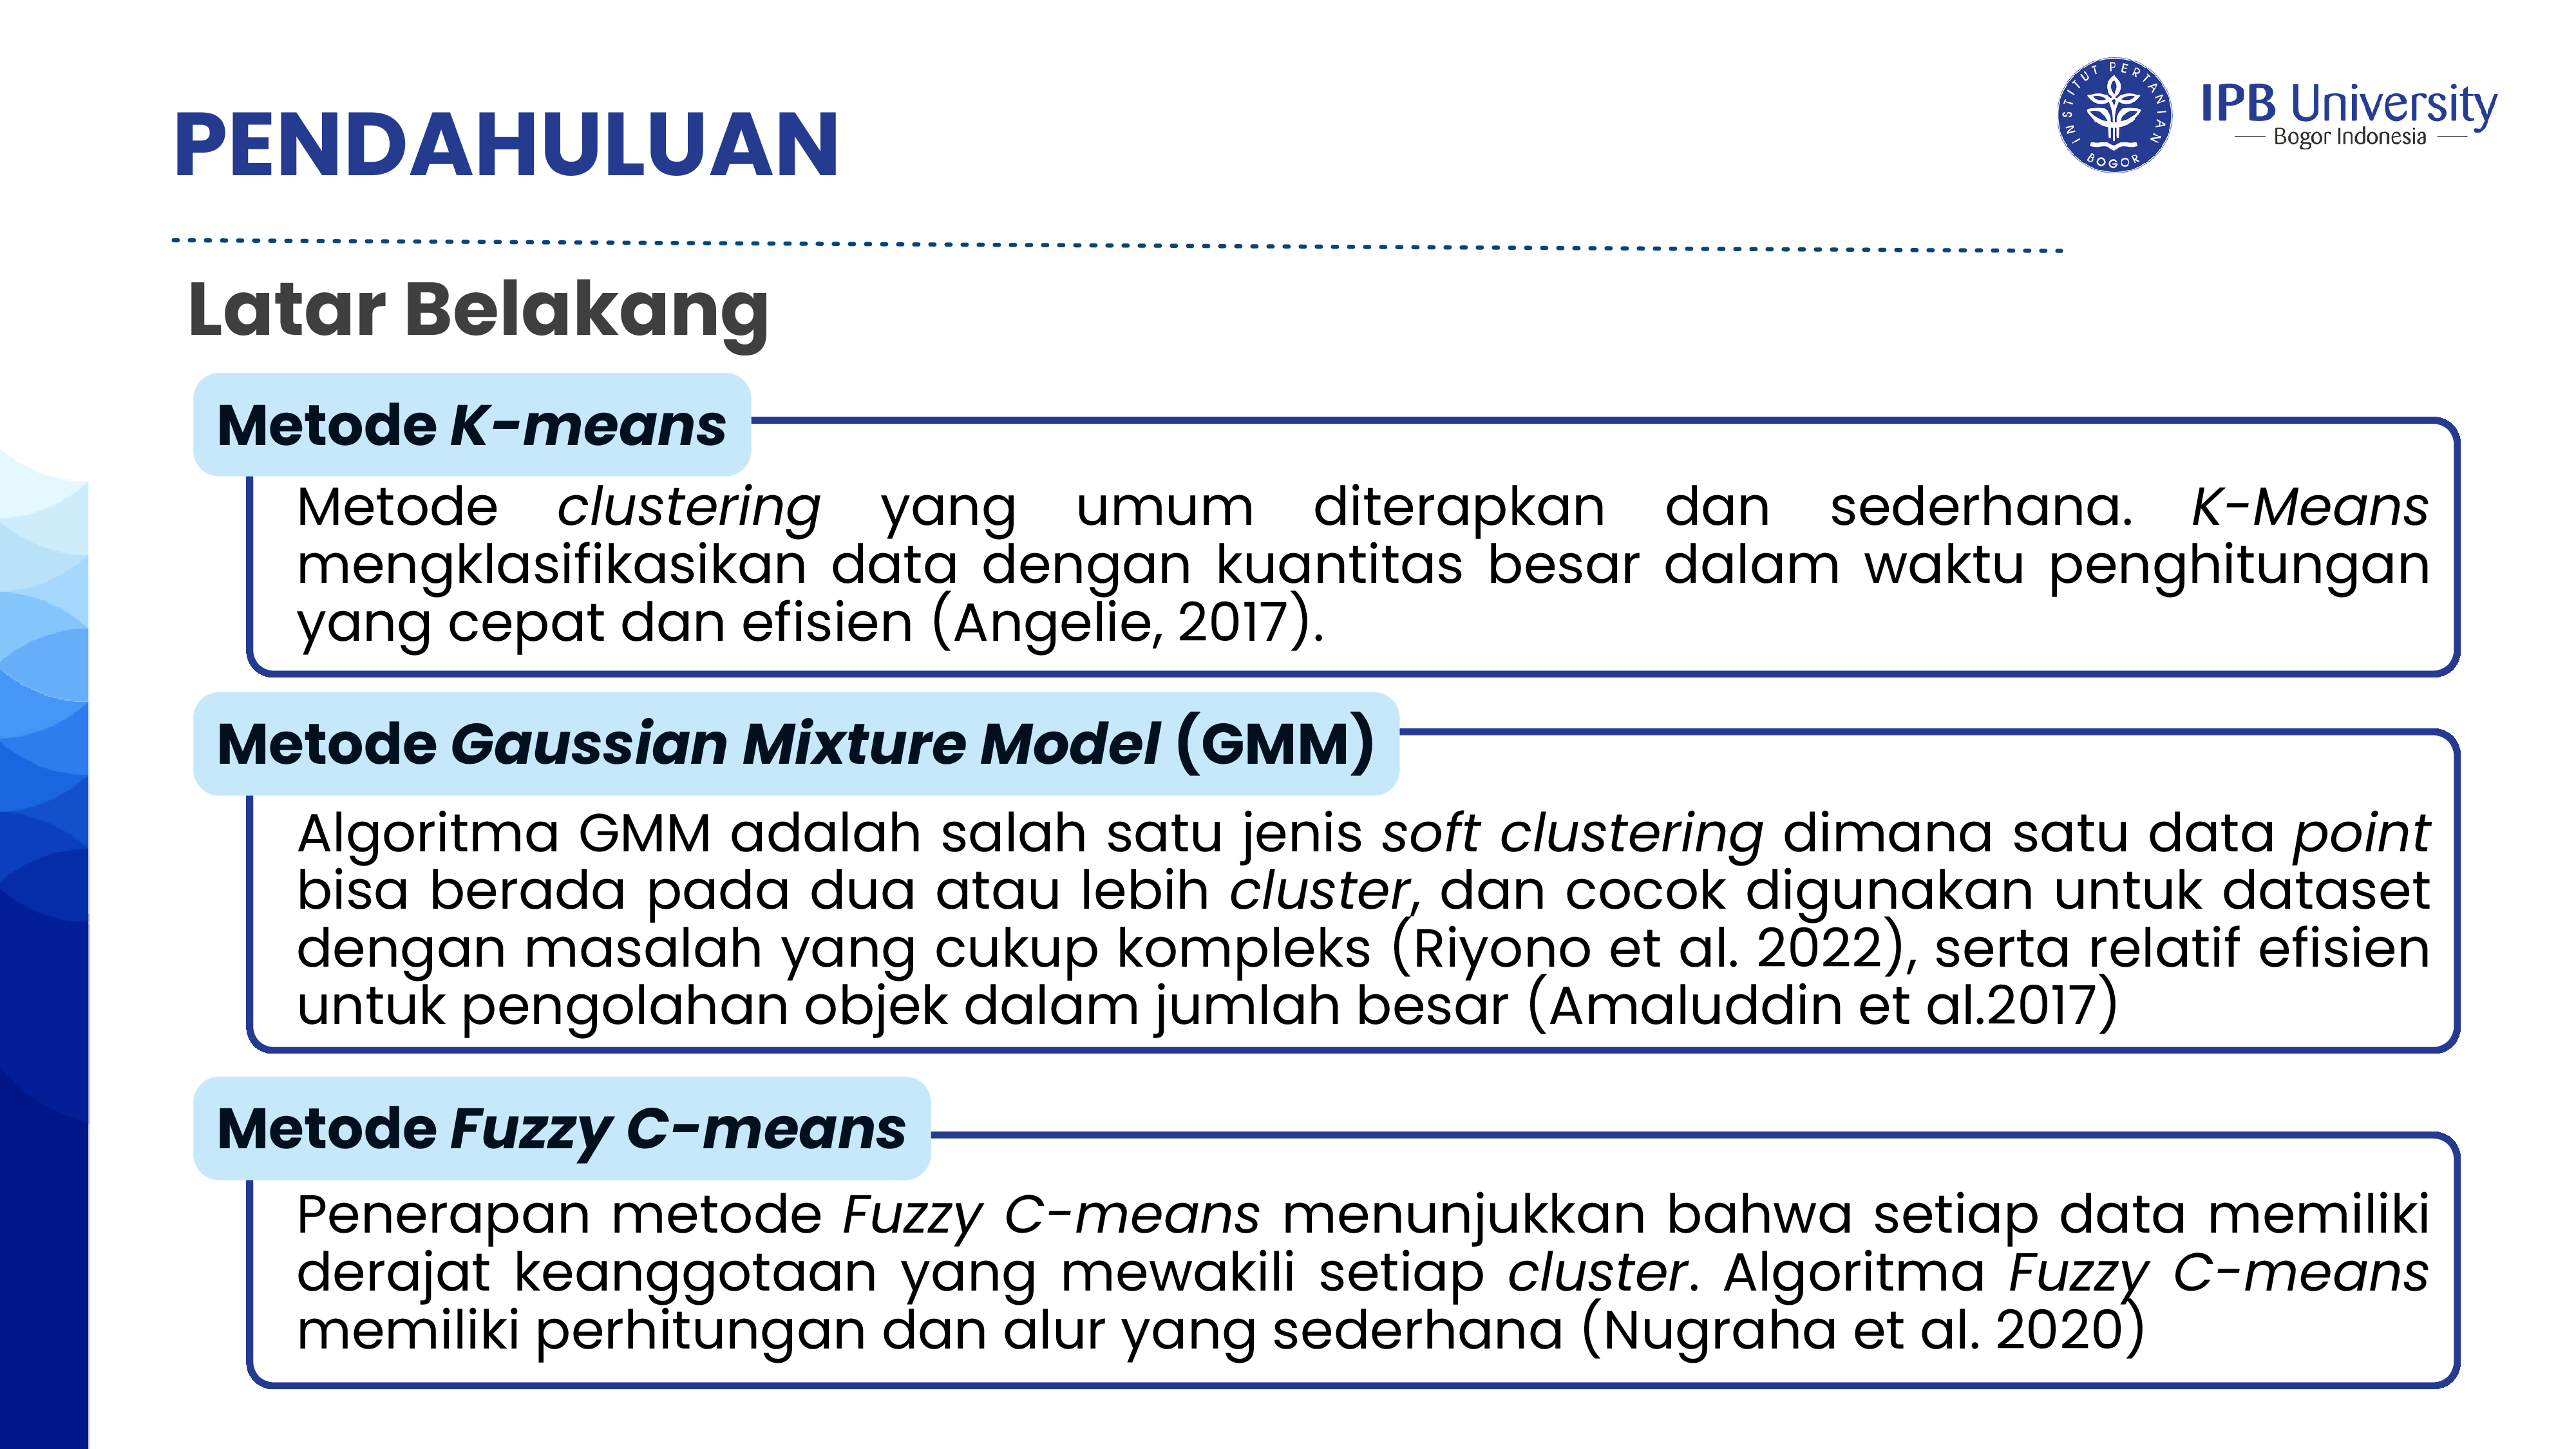 PENDAHULUAN
INSTITUT PERTANIAN
BOGOR
IPB University
Bogor Indonesia
Latar Belakang
Metode K-means
Metode clustering yang umum diterapkan dan sederhana. K-Means
mengklasifikasikan data dengan kuantitas besar dalam waktu penghitungan
yang cepat dan efisien (Angelie, 2017).
Metode Gaussian Mixture Model (GMM)
Algoritma GMM adalah salah satu jenis soft clustering dimana satu data point
bisa berada pada dua atau lebih cluster, dan cocok digunakan untuk dataset
dengan masalah yang cukup kompleks (Riyono et al. 2022), serta relatif efisien
untuk pengolahan objek dalam jumlah besar (Amaluddin et al.2017)
Metode Fuzzy C-means
Penerapan metode Fuzzy C-means menunjukkan bahwa setiap data memiliki
derajat keanggotaan yang mewakili setiap cluster. Algoritma Fuzzy C-means
memiliki perhitungan dan alur yang sederhana (Nugraha et al. 2020)